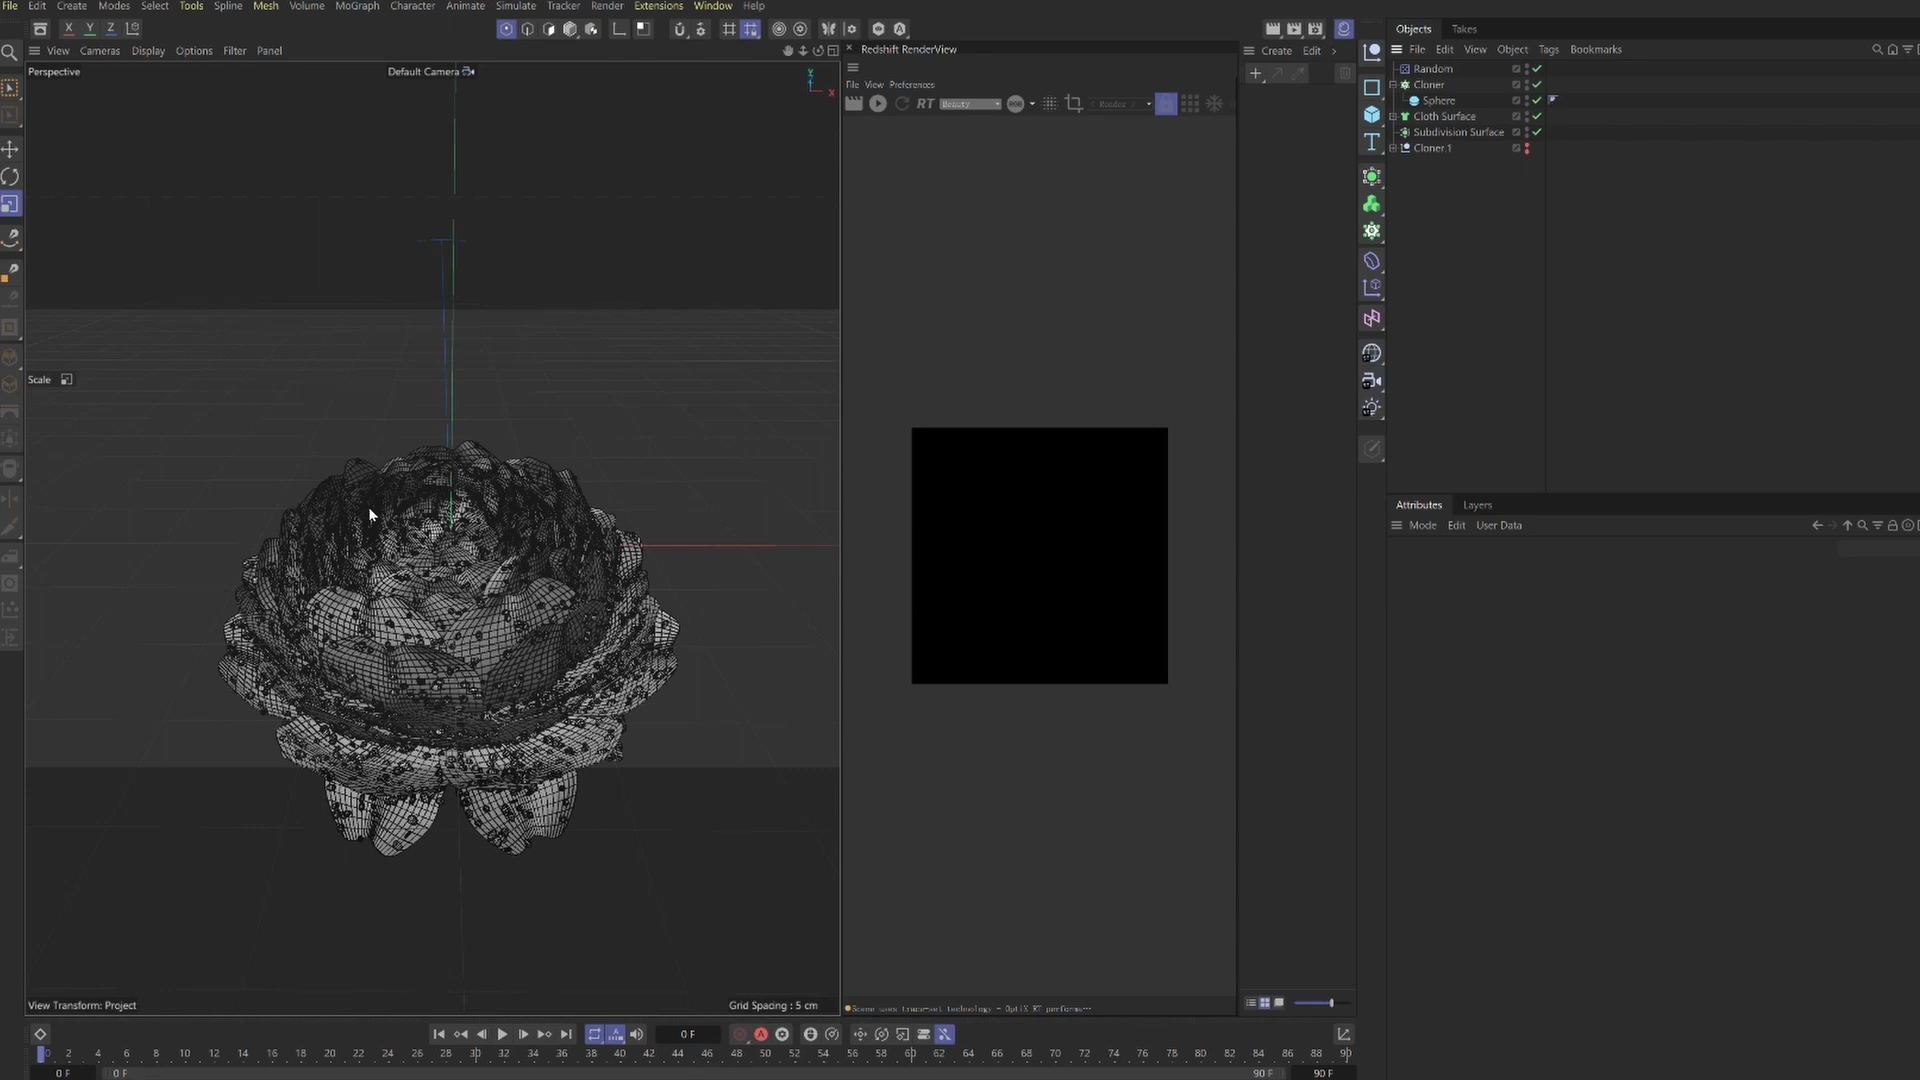 File Edit Create Modes Select Tools Spline Mesh Volume MoGraph Character Animate Simulate Tracker Render Extensions Window Help
X Y Z
View Cameras Display Options Filter Panel
Perspective
Default Camera
Y
X
Scale
View Transform: Project
Grid Spacing : 5 cm
Redshift RenderView
File View Preferences
RT Beauty < Render >
Create Edit
Objects Takes
File Edit View Object Tags Bookmarks
Random
Cloner
Sphere
Cloth Surface
Subdivision Surface
Cloner.1
Attributes Layers
Mode Edit User Data
0 F
0 2 4 6 8 10 12 14 16 18 20 22 24 26 28 30 32 34 36 38 40 42 44 46 48 50 52 54 56 58 60 62 64 66 68 70 72 74 76 78 80 82 84 86 88 90
0 F 0 F 90 F 90 F